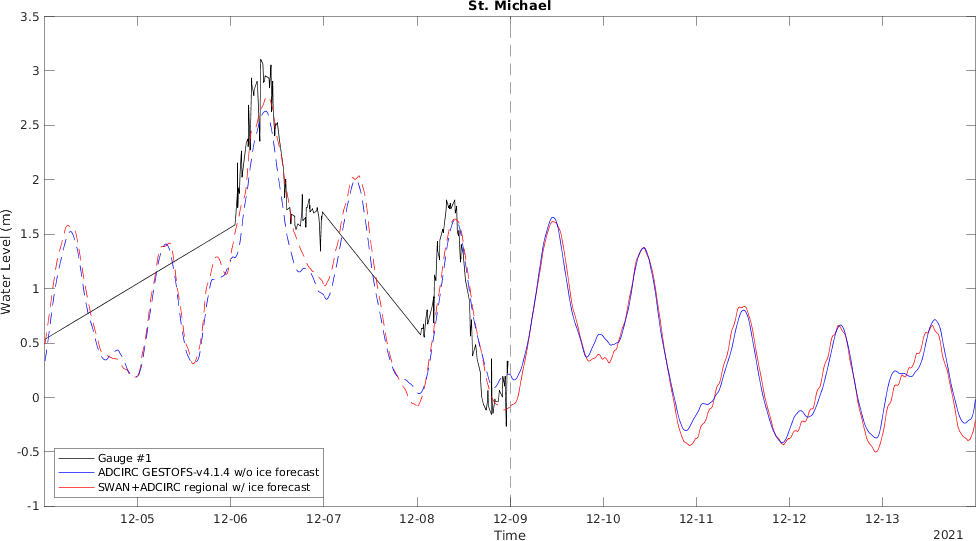 St. Michael
3.5
3
2.5
2
1.5
1
0.5
0
-0.5
-1
Water Level (m)
Gauge #1
ADCIRC GESTOFS-v4.1.4 w/o ice forecast
SWAN+ADCIRC regional w/ ice forecast
12-05 12-06 12-07 12-08 12-09 12-10 12-11 12-12 12-13
Time
2021